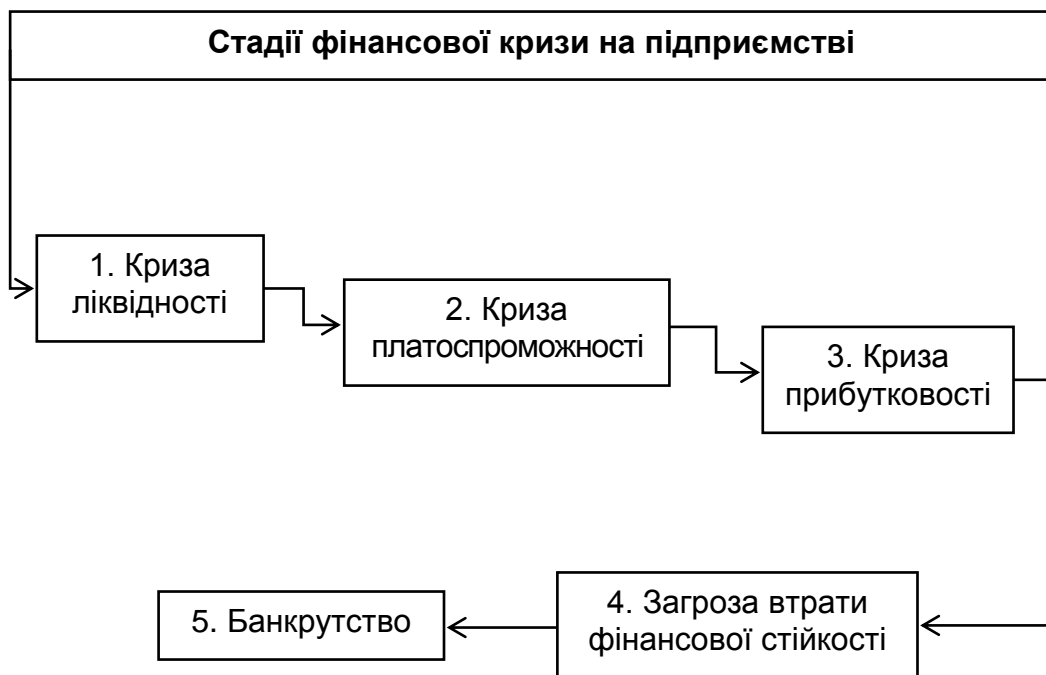 Стадії фінансової кризи на підприємстві
1. Криза
ліквідності
2. Криза
платоспроможності
3. Криза
прибутковості
4. Загроза втрати
фінансової стійкості
5. Банкрутство